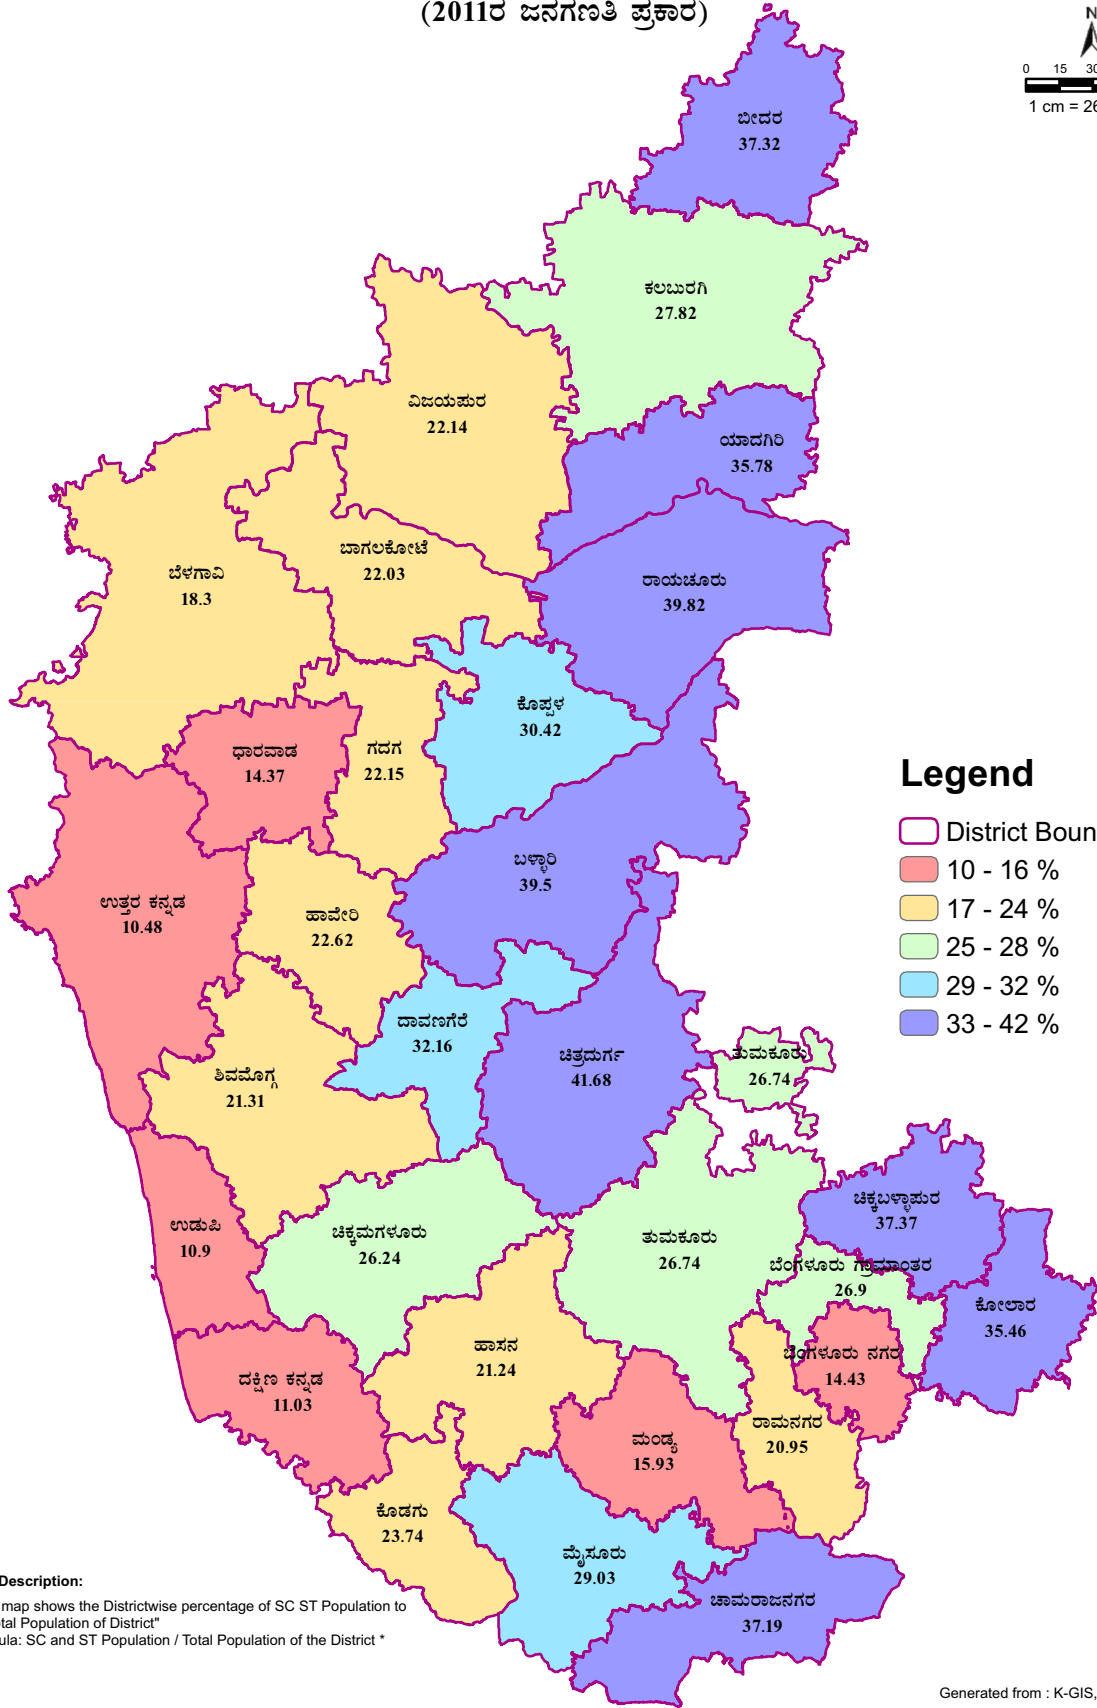 (2011ರ ಜನಗಣತಿ ಪ್ರಕಾರ)
N
0 15 30
1 cm = 26
ಬೀದರ
37.32
ಕಲಬುರಗಿ
27.82
ವಿಜಯಪುರ
22.14
ಯಾದಗಿರಿ
35.78
ಬಾಗಲಕೋಟೆ
22.03
ಬೆಳಗಾವಿ
18.3
ರಾಯಚೂರು
39.82
ಕೊಪ್ಪಳ
30.42
ಧಾರವಾಡ
14.37
ಗದಗ
22.15
Legend
District Boun
10 - 16 %
17 - 24 %
25 - 28 %
29 - 32 %
33 - 42 %
ಬಳ್ಳಾರಿ
39.5
ಉತ್ತರ ಕನ್ನಡ
10.48
ಹಾವೇರಿ
22.62
ದಾವಣಗೆರೆ
32.16
ಚಿತ್ರದುರ್ಗ
41.68
ತುಮಕೂರು
26.74
ಶಿವಮೊಗ್ಗ
21.31
ಚಿಕ್ಕಬಳ್ಳಾಪುರ
37.37
ಉಡುಪಿ
10.9
ಚಿಕ್ಕಮಗಳೂರು
26.24
ತುಮಕೂರು
26.74
ಬೆಂಗಳೂರು ಗ್ರಾಮಾಂತರ
26.9
ಕೋಲಾರ
35.46
ಹಾಸನ
21.24
ಬೆಂಗಳೂರು ನಗರ
14.43
ದಕ್ಷಿಣ ಕನ್ನಡ
11.03
ರಾಮನಗರ
20.95
ಮಂಡ್ಯ
15.93
ಕೊಡಗು
23.74
ಮೈಸೂರು
29.03
ಚಾಮರಾಜನಗರ
37.19
Description:
map shows the Districtwise percentage of SC ST Population to
tal Population of District"
ula: SC and ST Population / Total Population of the District *
Generated from : K-GIS,